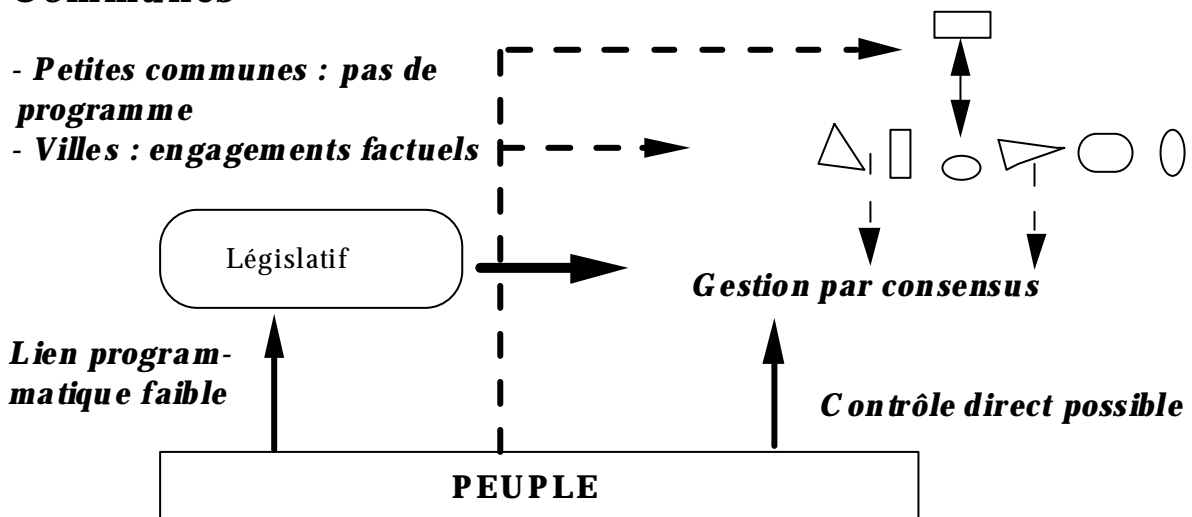 - Petites communes : pas de
programme
- Villes : engagements factuels
Législatif
Gestion par consensus
Lien program-
matique faible
Contrôle direct possible
PEUPLE